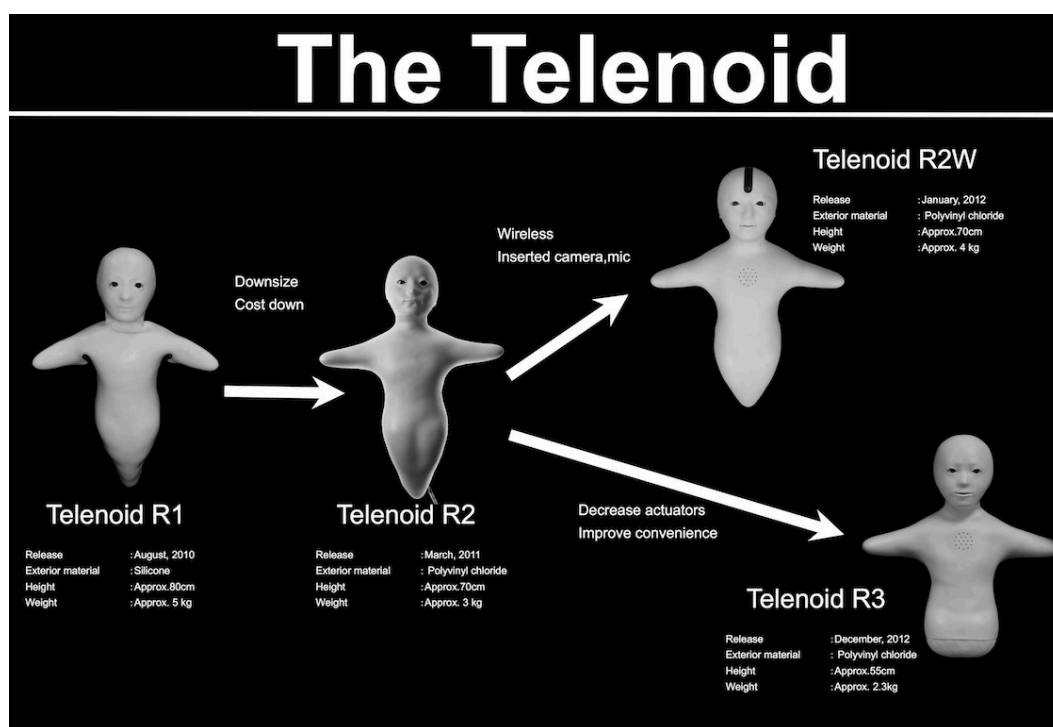 The Telenoid
Telenoid R2W
Release :January, 2012
Exterior material : Polyvinyl chloride
Height :Approx.70cm
Weight :Approx. 4 kg
Wireless
Inserted camera,mic
Downsize
Cost down
Telenoid R1
Release :August, 2010
Exterior material :Silicone
Height :Approx.80cm
Weight :Approx. 5 kg
Telenoid R2
Release :March, 2011
Exterior material : Polyvinyl chloride
Height :Approx.70cm
Weight :Approx. 3 kg
Decrease actuators
Improve convenience
Telenoid R3
Release :December, 2012
Exterior material : Polyvinyl chloride
Height :Approx.55cm
Weight :Approx. 2.3kg